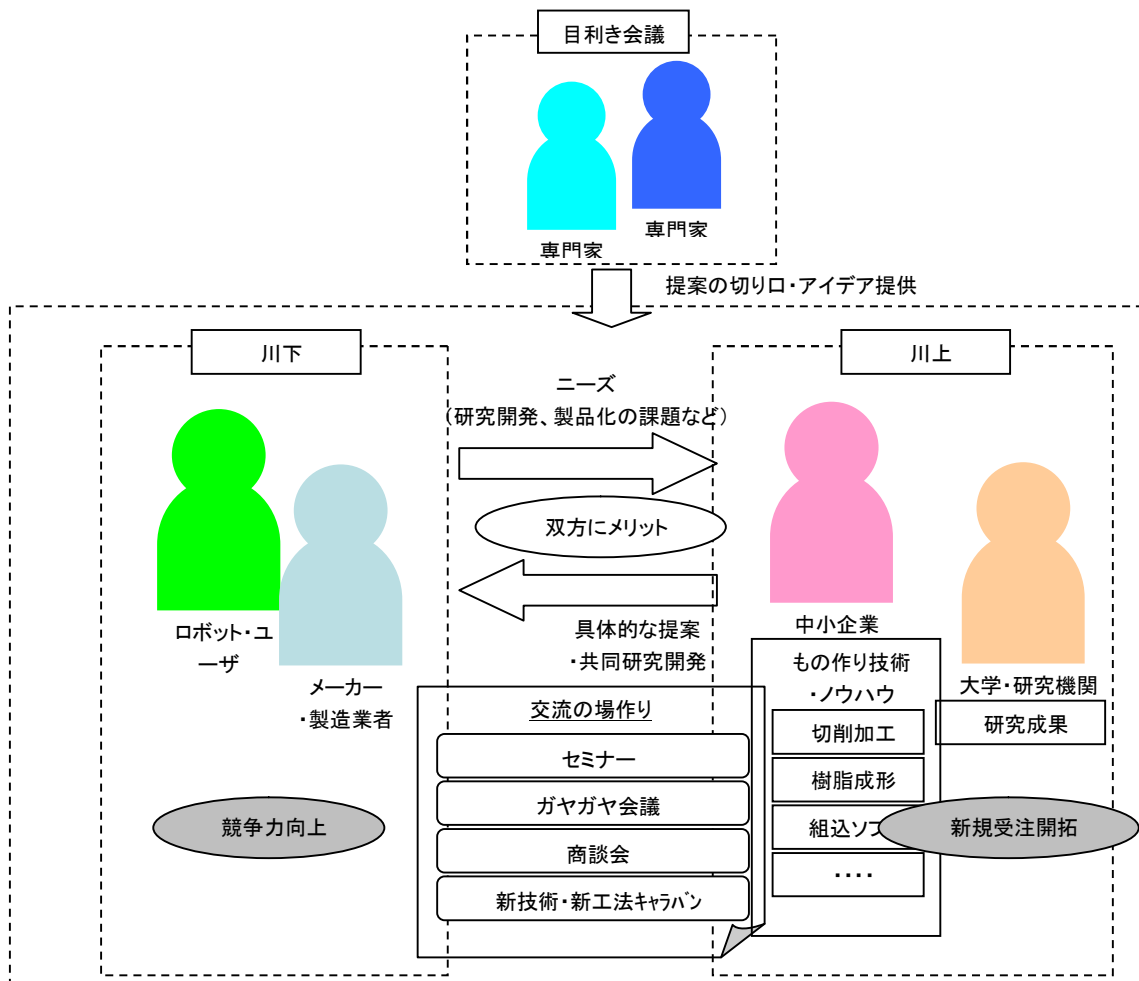 目利き会議
専門家
専門家
提案の切り口・アイデア提供
川下
川上
ニーズ
（研究開発、製品化の課題など）
双方にメリット
具体的な提案
・共同研究開発
ロボット・ユ
ーザ
メーカー
・製造業者
中小企業
大学・研究機関
研究成果
もの作り技術
・ノウハウ
切削加工
樹脂成形
組込ソフ
・・・・
交流の場作り
セミナー
ガヤガヤ会議
商談会
新技術・新工法ｷｬﾗﾊﾞﾝ
競争力向上
新規受注開拓